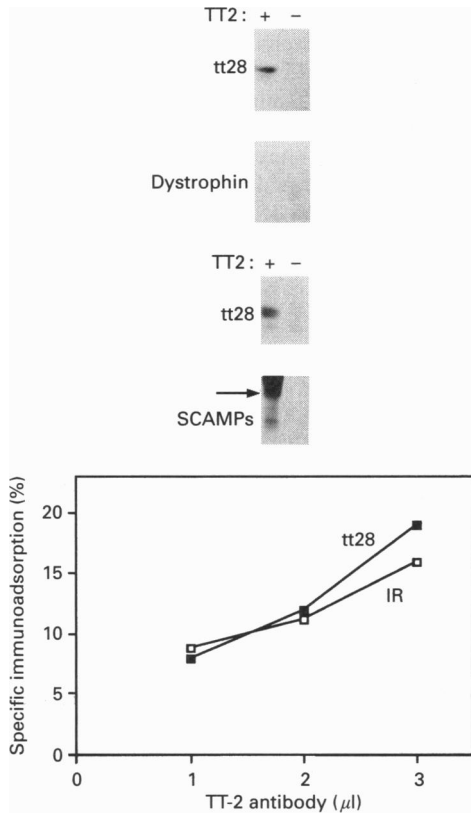 TT2: + −
tt28
Dystrophin
TT2: + −
tt28
SCAMPs
Specific immunoadsorption (%)
20
15
10
5
0
tt28
IR
0 1 2 3
TT-2 antibody (μl)